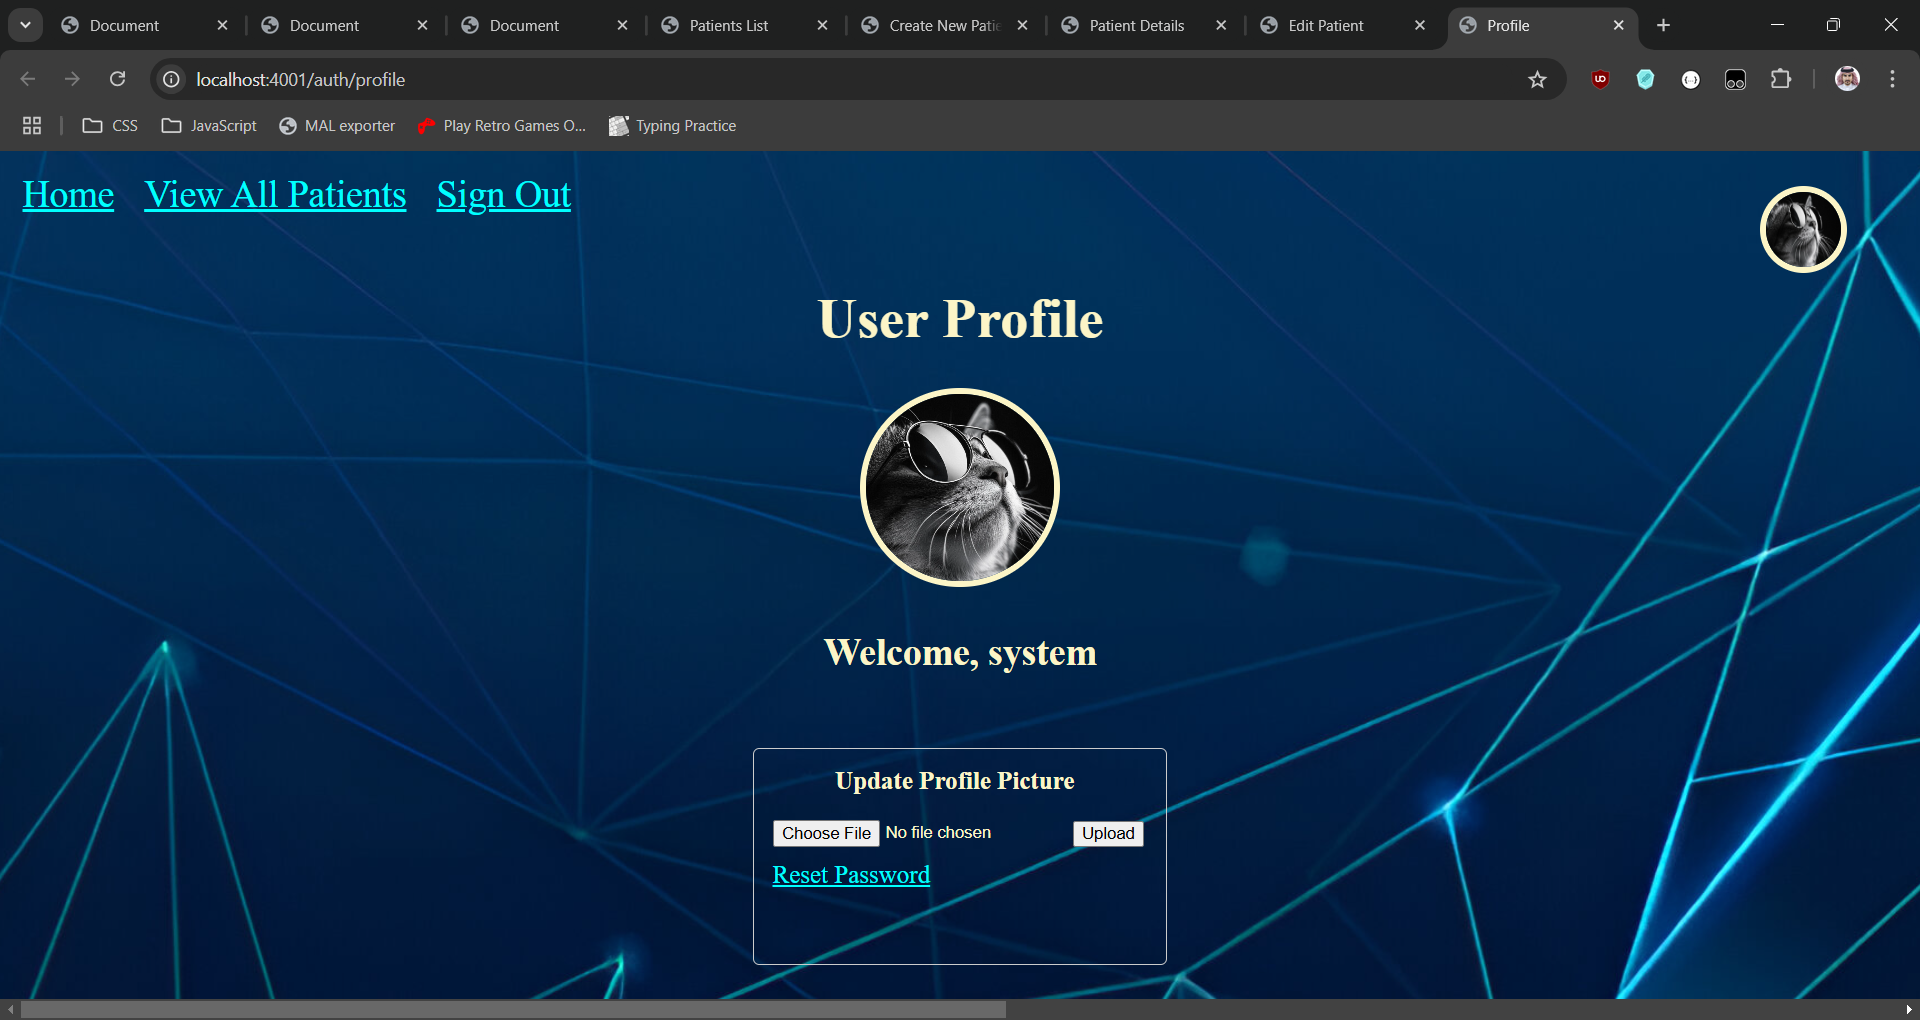 Document
Document
Document
Patients List
Create New Patie
Patient Details
Edit Patient
Profile
localhost:4001/auth/profile
CSS
JavaScript
MAL exporter
Play Retro Games O...
Typing Practice
Home
View All Patients
Sign Out
User Profile
Welcome, system
Update Profile Picture
Choose File No file chosen
Upload
Reset Password